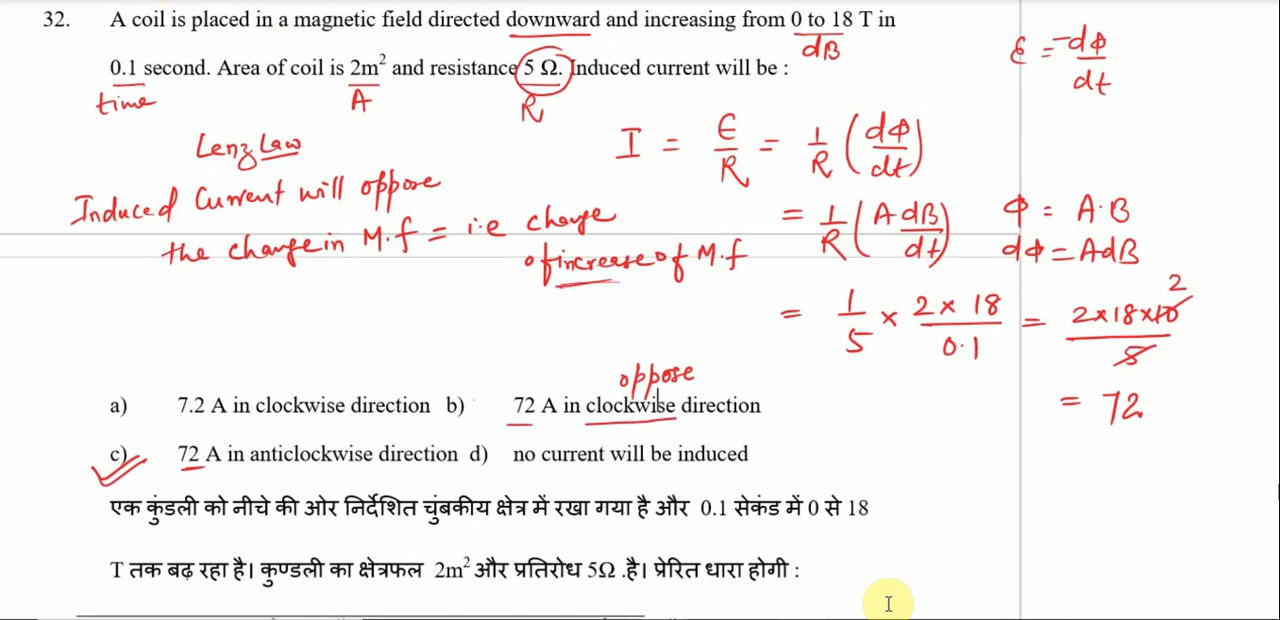 32. A coil is placed in a magnetic field directed downward and increasing from 0 to 18 T in
dB
ε = -dΦ/dt
0.1 second. Area of coil is 2m² and resistance 5 Ω. Induced current will be :
time A R
Lenz Law
I = ε/R = 1/R (dΦ/dt)
Induced Current will oppose
the change in M.f = i.e change
of increase of M.f
= 1/R (A dB/dt)
Φ = A·B
dΦ = AdB
= 1/5 × 2 × 18/0.1 = 2×18×10/5
2
= 72
oppose
a) 7.2 A in clockwise direction b) 72 A in clockwise direction
c) 72 A in anticlockwise direction d) no current will be induced
एक कुंडली को नीचे की ओर निर्देशित चुंबकीय क्षेत्र में रखा गया है और 0.1 सेकंड में 0 से 18
T तक बढ़ रहा है। कुण्डली का क्षेत्रफल 2m² और प्रतिरोध 5Ω .है। प्रेरित धारा होगी :